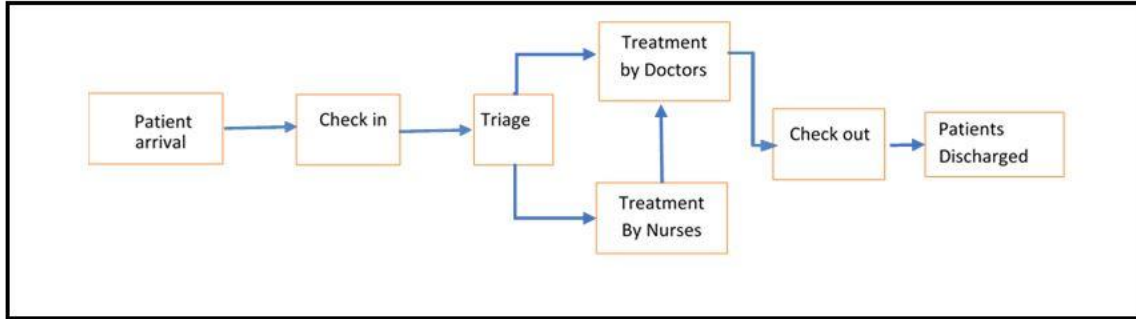 Patient
arrival
Check in
Triage
Treatment
by Doctors
Treatment
By Nurses
Check out
Patients
Discharged